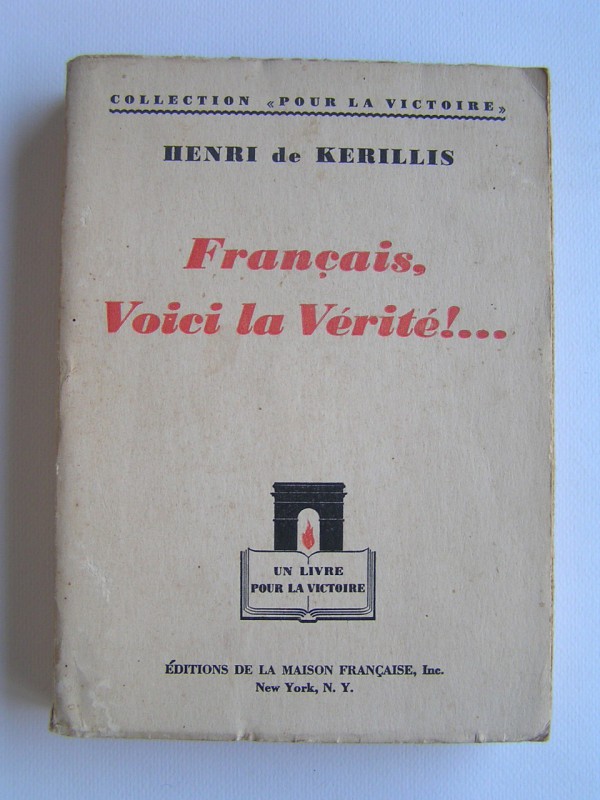 COLLECTION «POUR LA VICTOIRE»
HENRI de KERILLIS
Français,
Voici la Vérité!...
UN LIVRE
POUR LA VICTOIRE
ÉDITIONS DE LA MAISON FRANÇAISE, Inc.
New York, N. Y.